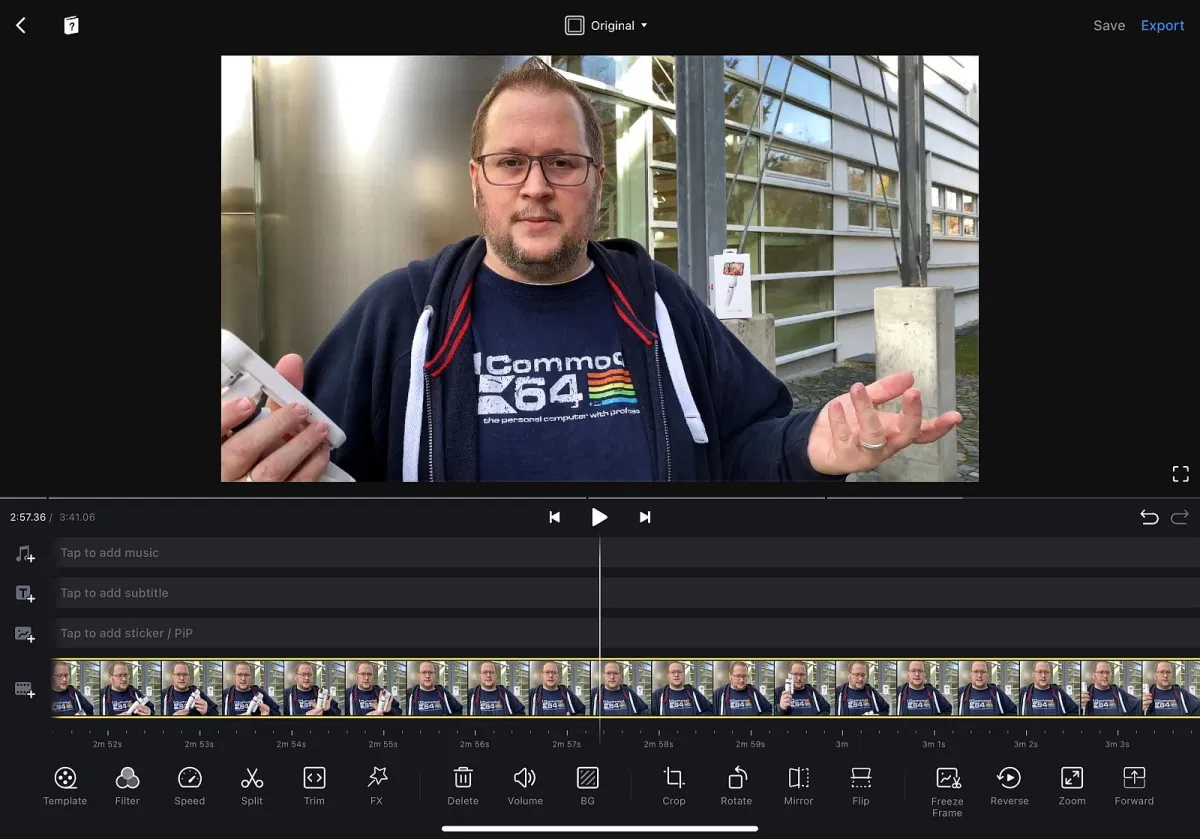 Original
Save
Export
Commod
64
the personal computer with profess
2:57.36 / 3:41.06
Tap to add music
Tap to add subtitle
Tap to add sticker / PiP
2m 52s
2m 53s
2m 54s
2m 55s
2m 56s
2m 57s
2m 58s
2m 59s
3m
3m 1s
3m 2s
3m 3s
Template
Filter
Speed
Split
Trim
FX
Delete
Volume
BG
Crop
Rotate
Mirror
Flip
Freeze
Frame
Reverse
Zoom
Forward